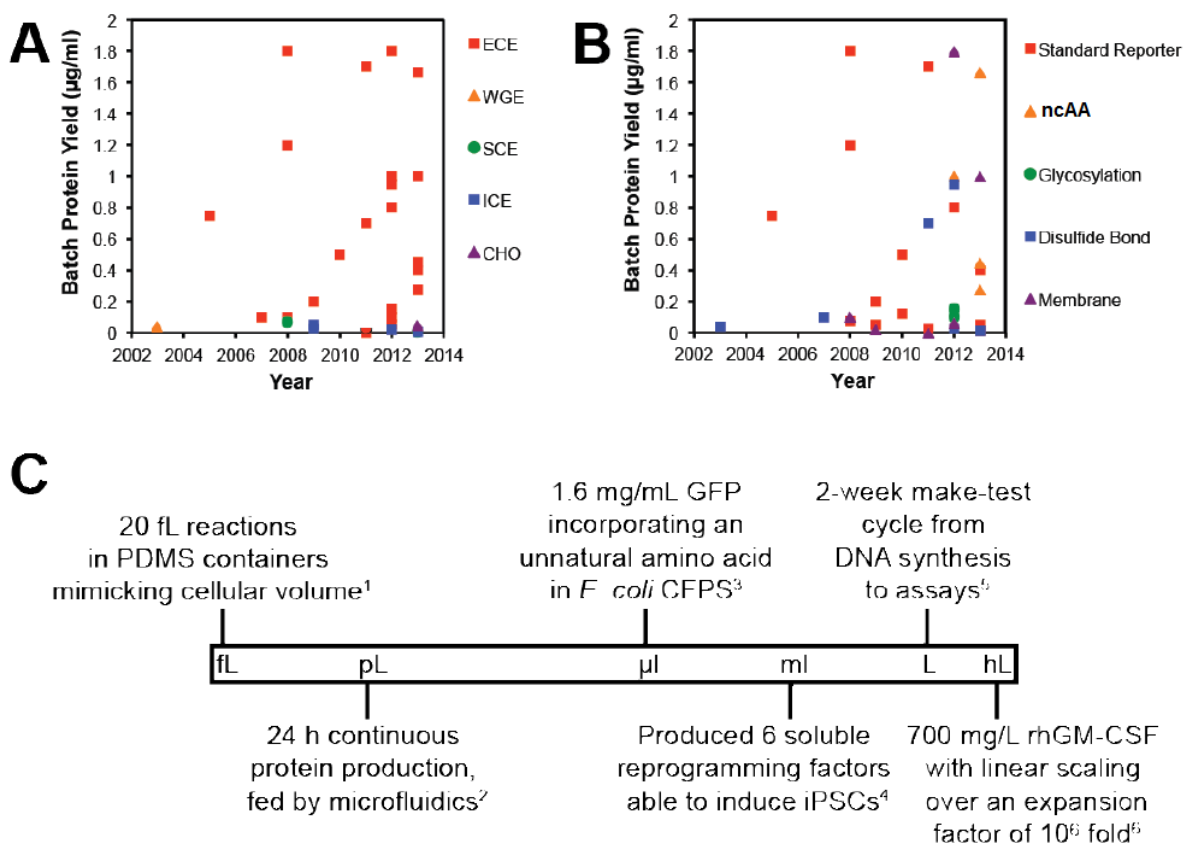 A
Batch Protein Yield (µg/ml)
2
1.8
1.6
1.4
1.2
1
0.8
0.6
0.4
0.2
0
2002 2004 2006 2008 2010 2012 2014
Year
ECE
WGE
SCE
ICE
CHO
B
Batch Protein Yield (µg/ml)
2
1.8
1.6
1.4
1.2
1
0.8
0.6
0.4
0.2
0
2002 2004 2006 2008 2010 2012 2014
Year
Standard Reporter
ncAA
Glycosylation
Disulfide Bond
Membrane
C
20 fL reactions
in PDMS containers
mimicking cellular volume¹
1.6 mg/mL GFP
incorporating an
unnatural amino acid
in E. coli CFPS³
2-week make-test
cycle from
DNA synthesis
to assays⁵
fL pL µl ml L hL
24 h continuous
protein production,
fed by microfluidics²
Produced 6 soluble
reprogramming factors
able to induce iPSCs⁴
700 mg/L rhGM-CSF
with linear scaling
over an expansion
factor of 10⁶ fold⁶